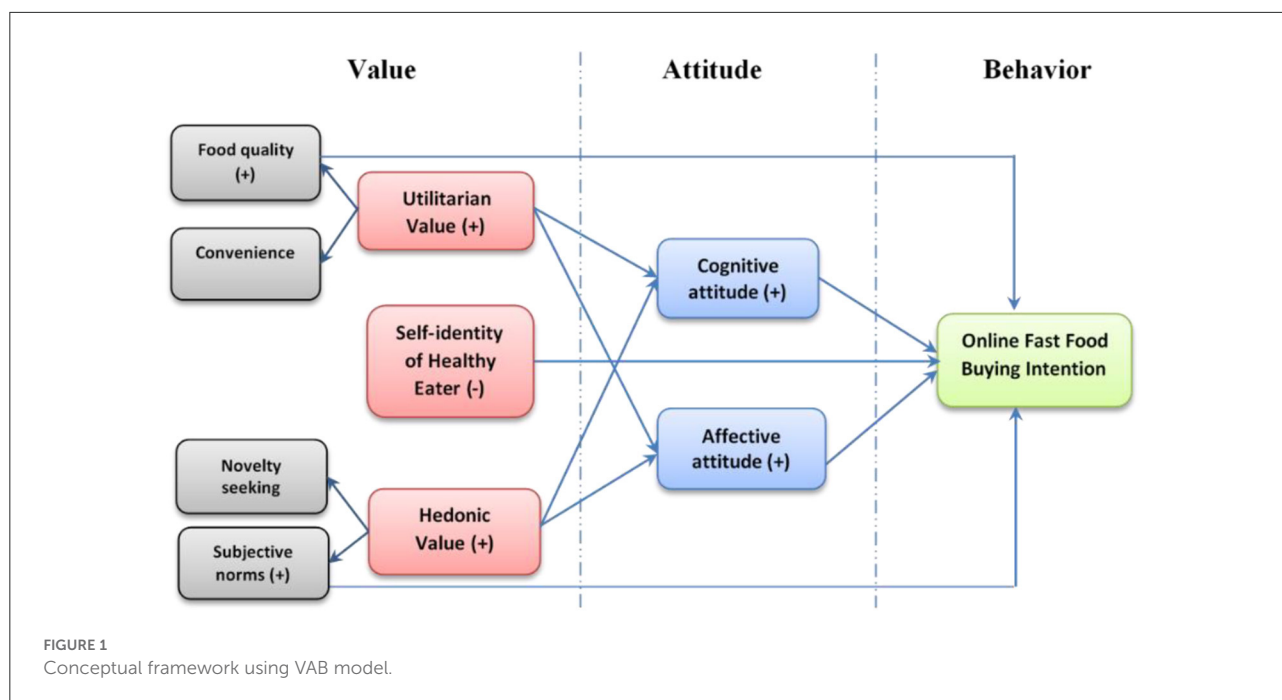 Value
Attitude
Behavior
Food quality
(+)
Convenience
Utilitarian
Value (+)
Self-identity
of Healthy
Eater (-)
Novelty
seeking
Subjective
norms (+)
Hedonic
Value (+)
Cognitive
attitude (+)
Affective
attitude (+)
Online Fast Food
Buying Intention
FIGURE 1
Conceptual framework using VAB model.